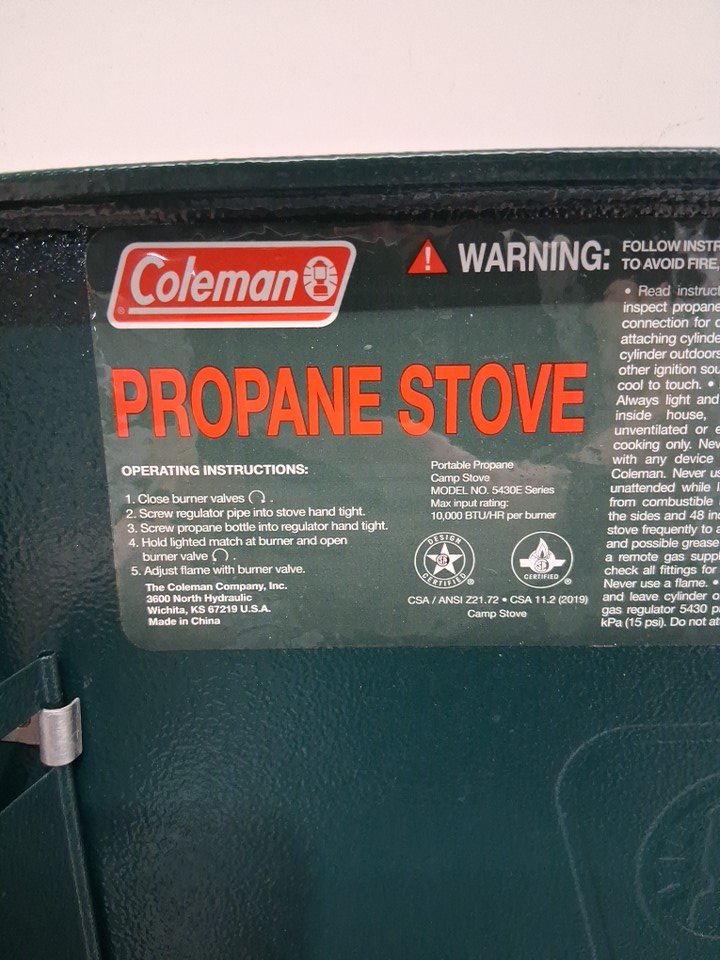 Coleman
®
PROPANE STOVE
OPERATING INSTRUCTIONS:
1. Close burner valves .
2. Screw regulator pipe into stove hand tight.
3. Screw propane bottle into regulator hand tight.
4. Hold lighted match at burner and open
burner valve .
5. Adjust flame with burner valve.
The Coleman Company, Inc.
3600 North Hydraulic
Wichita, KS 67219 U.S.A.
Made in China
Portable Propane
Camp Stove
MODEL NO. 5430E Series
Max input rating:
10,000 BTU/HR per burner
DESIGN
CERTIFIED ®
CERTIFIED ®
CSA / ANSI Z21.72 • CSA 11.2 (2019)
Camp Stove
WARNING:
FOLLOW INSTR
TO AVOID FIRE,
• Read instruct
inspect propane
connection for
attaching cylinde
cylinder outdoors
other ignition sou
cool to touch. •
Always light and
inside house,
unventilated or
cooking only. Nev
with any device
Coleman. Never us
unattended while
from combustible
the sides and 48 in
stove frequently to a
and possible grease
a remote gas supp
check all fittings for
Never use a flame. •
and leave cylinder o
gas regulator 5430
kPa (15 psi). Do not at